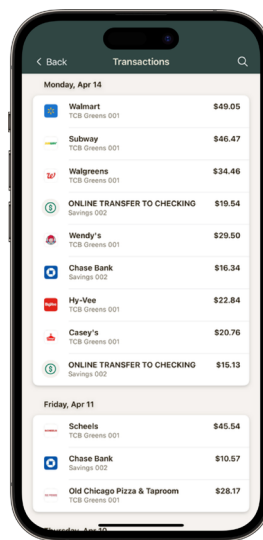 Back
Transactions
Monday, Apr 14
Walmart
$49.05
TCB Greens 001
Subway
$46.47
TCB Greens 001
Walgreens
$34.46
TCB Greens 001
ONLINE TRANSFER TO CHECKING
$19.54
Savings 002
Wendy's
$29.50
TCB Greens 001
Chase Bank
$16.34
Savings 002
Hy-Vee
$22.84
TCB Greens 001
Casey's
$20.76
TCB Greens 001
ONLINE TRANSFER TO CHECKING
$15.13
Savings 002
Friday, Apr 11
Scheels
$45.54
TCB Greens 001
Chase Bank
$10.57
Savings 002
Old Chicago Pizza & Taproom
$28.17
TCB Greens 001
Thursday, Apr 10